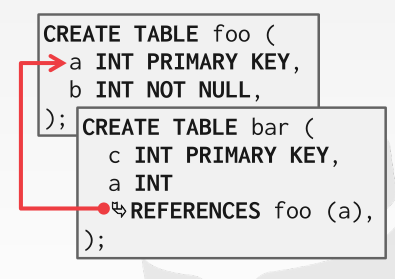 CREATE TABLE foo (
a INT PRIMARY KEY,
b INT NOT NULL,
);
CREATE TABLE bar (
c INT PRIMARY KEY,
a INT
↳REFERENCES foo (a),
);